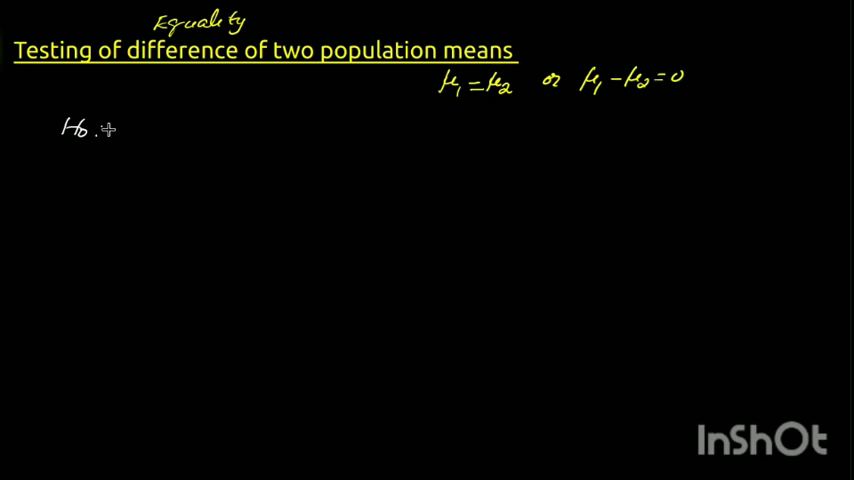 Equality
Testing of difference of two population means
μ₁ = μ₂ or μ₁ - μ₂ = 0
H₀ :
InShOt